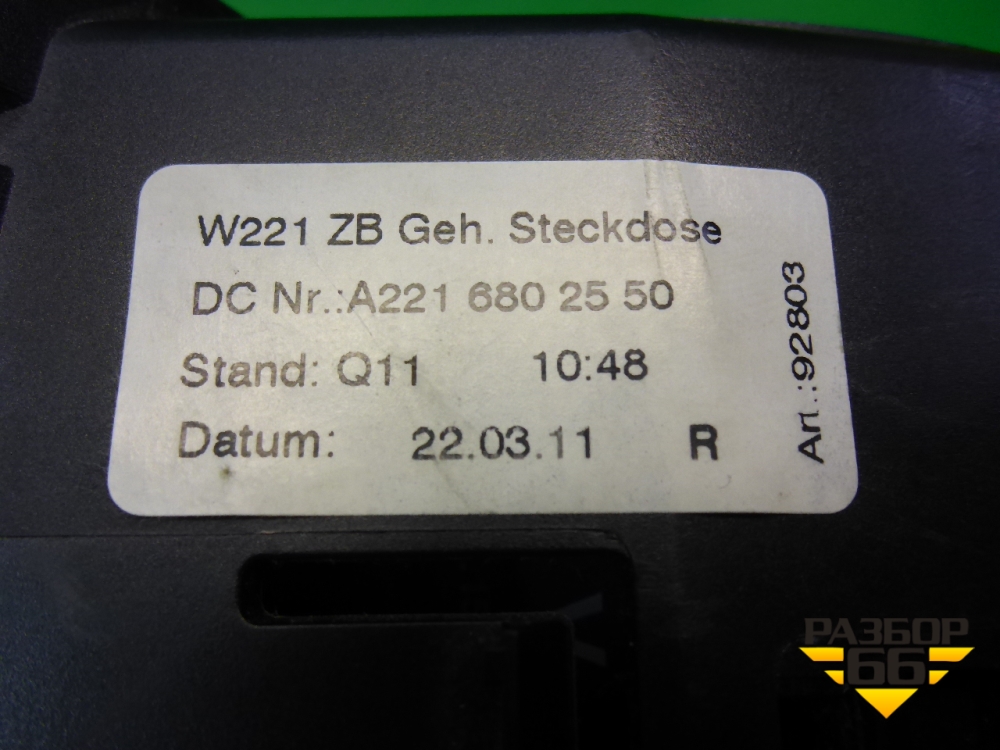 W221 ZB Geh. Steckdose
DC Nr.:A221 680 25 50
Stand: Q11 10:48
Datum: 22.03.11 R
Art.:92803
РАЗБОР
66